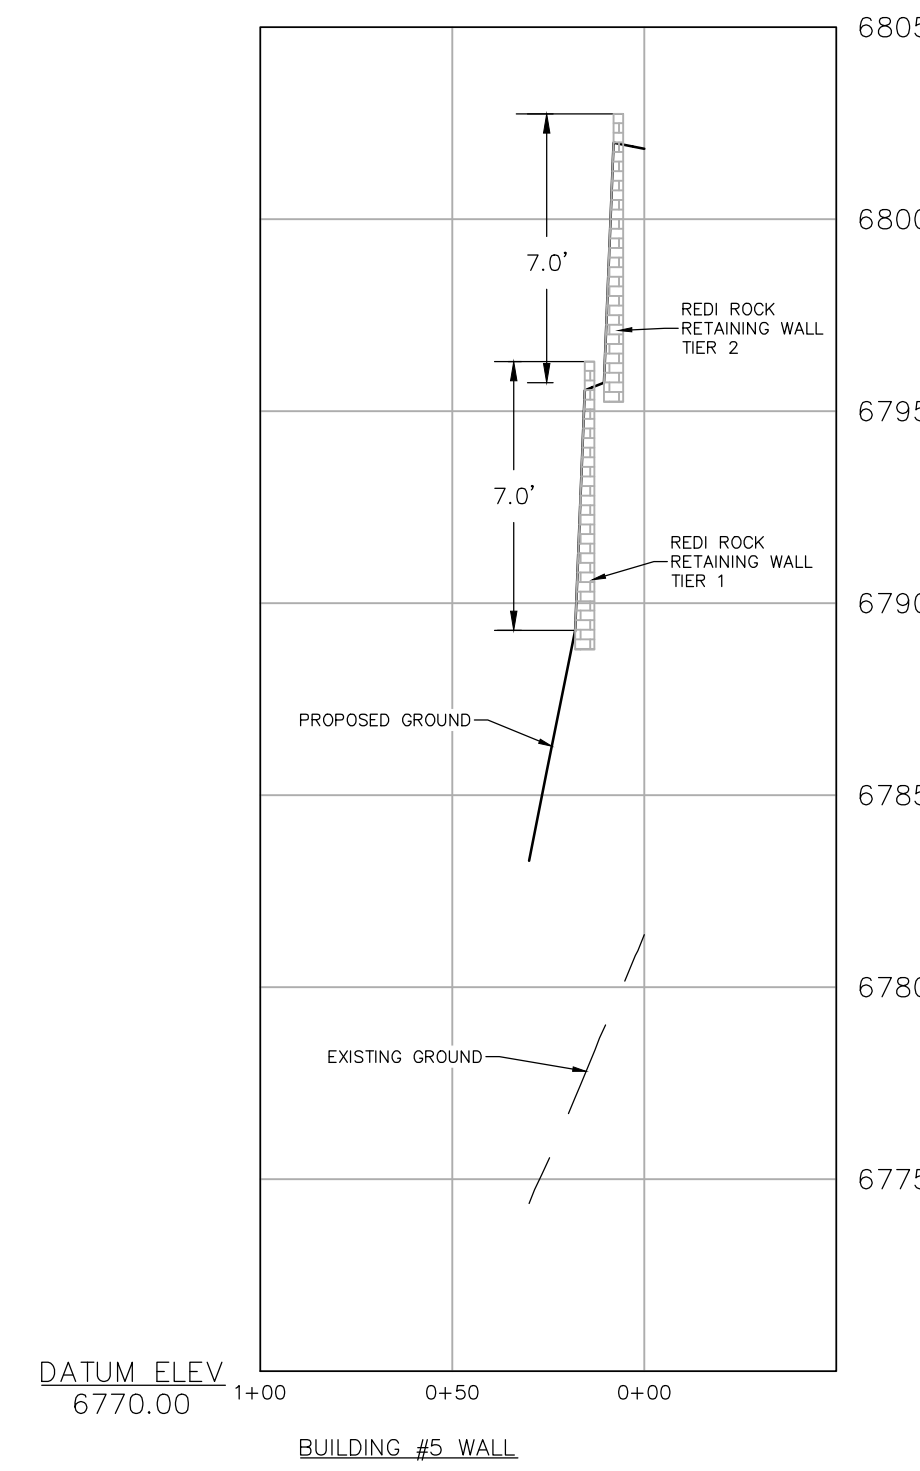 6805
6800
7.0'
REDI ROCK
RETAINING WALL
TIER 2
6795
7.0'
REDI ROCK
RETAINING WALL
TIER 1
6790
PROPOSED GROUND
6785
6780
EXISTING GROUND
6775
DATUM ELEV
6770.00
1+00
0+50
0+00
BUILDING #5 WALL